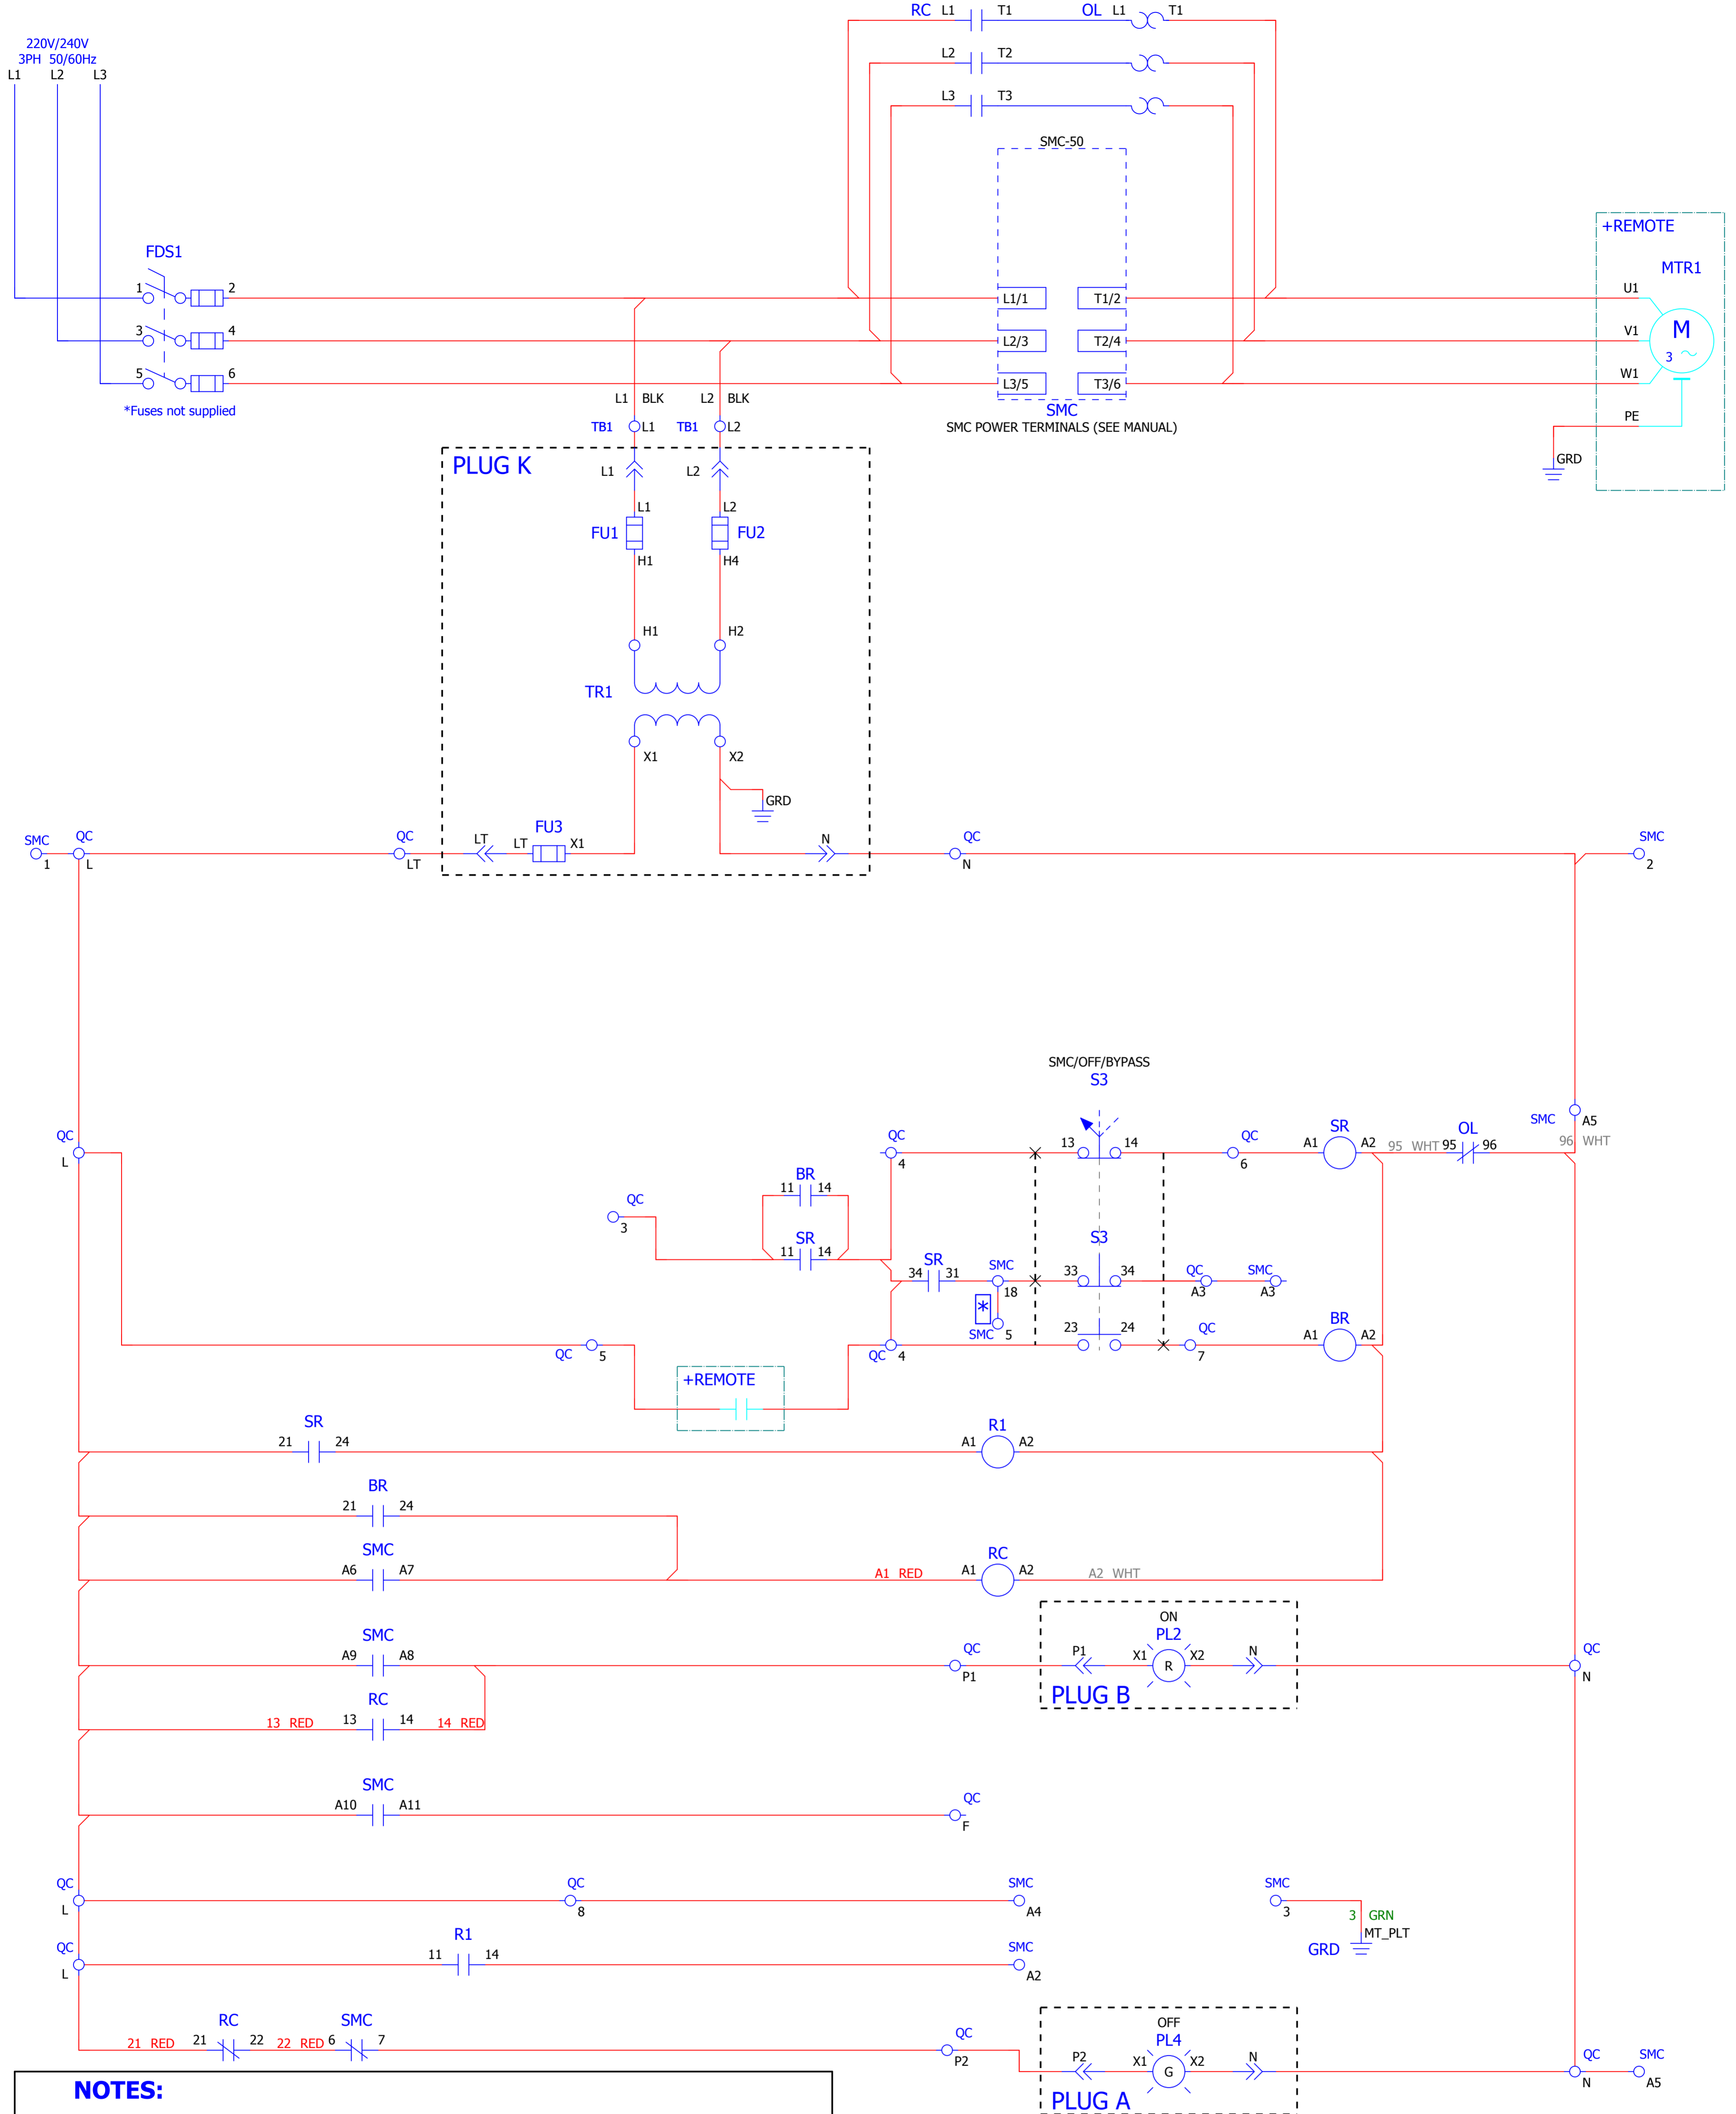 RC L1 T1 OL L1 T1
220V/240V
3PH 50/60Hz
L1 L2 L3
L2 T2
L3 T3
SMC-50
+REMOTE
MTR1
FDS1
1 2 L1/1 T1/2 U1
M
3 4 L2/3 T2/4 V1
3
5 6 L3/5 T3/6 W1
*Fuses not supplied
L1 BLK L2 BLK
SMC
PE
TB1 L1 TB1 L2
SMC POWER TERMINALS (SEE MANUAL)
PLUG K
L1 L2
GRD
L1 L2
FU1 FU2
H1 H4
H1 H2
TR1
X1 X2
GRD
SMC QC QC LT LT FU3 X1 N QC SMC
1 L LT N 2
SMC/OFF/BYPASS
S3
SMC A5
QC QC 13 14 QC SR OL
L 4 6 A1 A2 95 WHT 95 96 96 WHT
BR
11 14
QC
3
SR S3
11 14
SR SMC
34 31 18 33 34 QC SMC
A3 A3
*
SMC 5 23 24 QC BR
QC 5 QC 4 7 A1 A2
+REMOTE
SR R1
21 24 A1 A2
BR
21 24
SMC RC
A6 A7 A1 RED A1 A2 A2 WHT
ON
SMC QC PL2 QC
A9 A8 P1 P1 X1 R X2 N N
PLUG B
RC
13 RED 13 14 14 RED
SMC QC
A10 A11 F
QC QC SMC SMC
L 8 A4 3
3 GRN
MT_PLT
GRD
QC R1 SMC
L 11 14 A2
OFF
RC SMC QC PL4 QC SMC
21 RED 21 22 22 RED 6 7 P2 P2 X1 G X2 N N A5
PLUG A
NOTES: